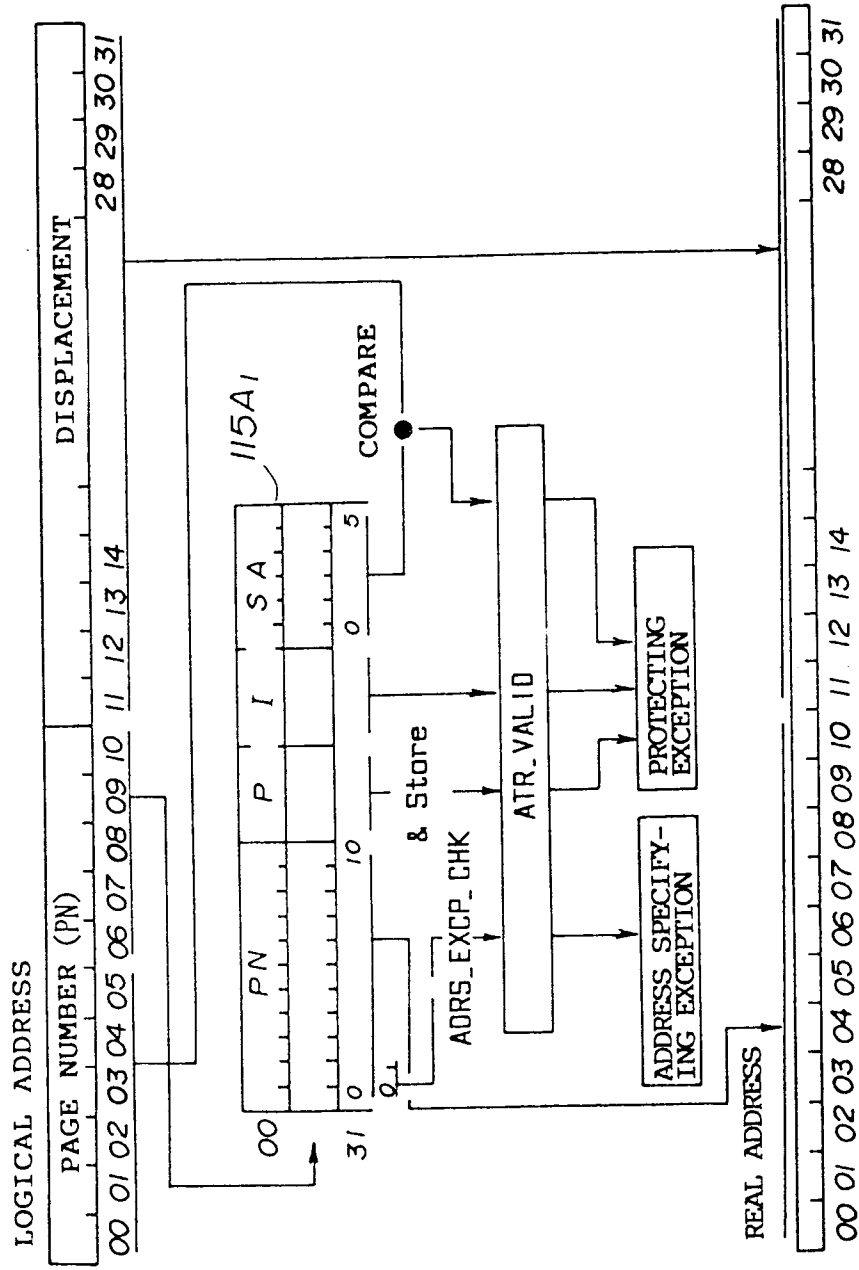 LOGICAL ADDRESS
PAGE NUMBER (PN) DISPLACEMENT
00 01 02 03 04 05 06 07 08 09 10 11 12 13 14 28 29 30 31
115A1
PN P I SA
00
31
0 10 0 5
0
COMPARE
& Store
ADRS_EXCP_CHK
ATR_VALID
ADDRESS SPECIFY-
ING EXCEPTION
PROTECTING
EXCEPTION
REAL ADDRESS
00 01 02 03 04 05 06 07 08 09 10 11 12 13 14 28 29 30 31